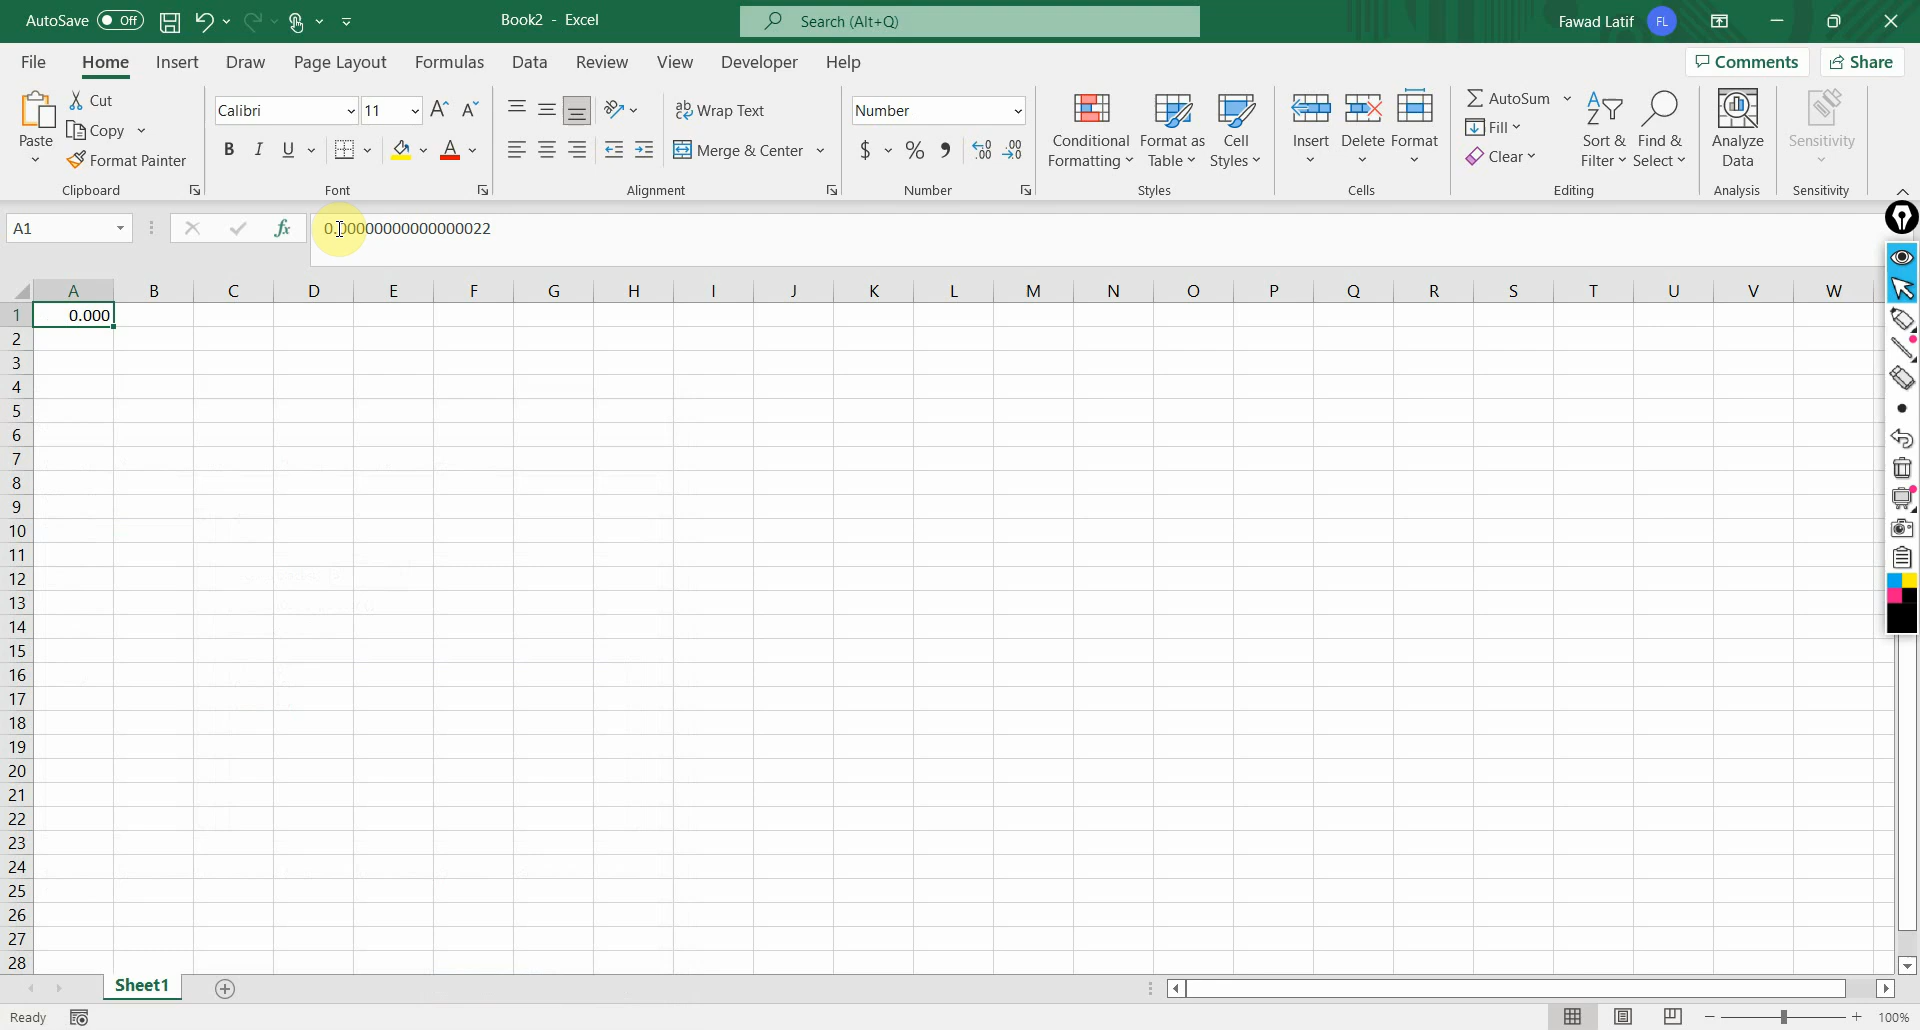 AutoSave Off Book2 - Excel Search (Alt+Q) Fawad Latif FL
File Home Insert Draw Page Layout Formulas Data Review View Developer Help Comments Share
Paste Cut Copy Format Painter Clipboard
Calibri 11 B I U A Font
ab Wrap Text Merge & Center Alignment
Number $ % 9 .00 Number
Conditional Formatting Format as Table Cell Styles Styles
Insert Delete Format Cells
AutoSum Fill Clear Sort & Filter Find & Select Editing
Analyze Data Analysis
Sensitivity Sensitivity
A1 fx 0.00000000000000022
A B C D E F G H I J K L M N O P Q R S T U V W
1 0.000
2
3
4
5
6
7
8
9
10
11
12
13
14
15
16
17
18
19
20
21
22
23
24
25
26
27
28
Sheet1
Ready 100%